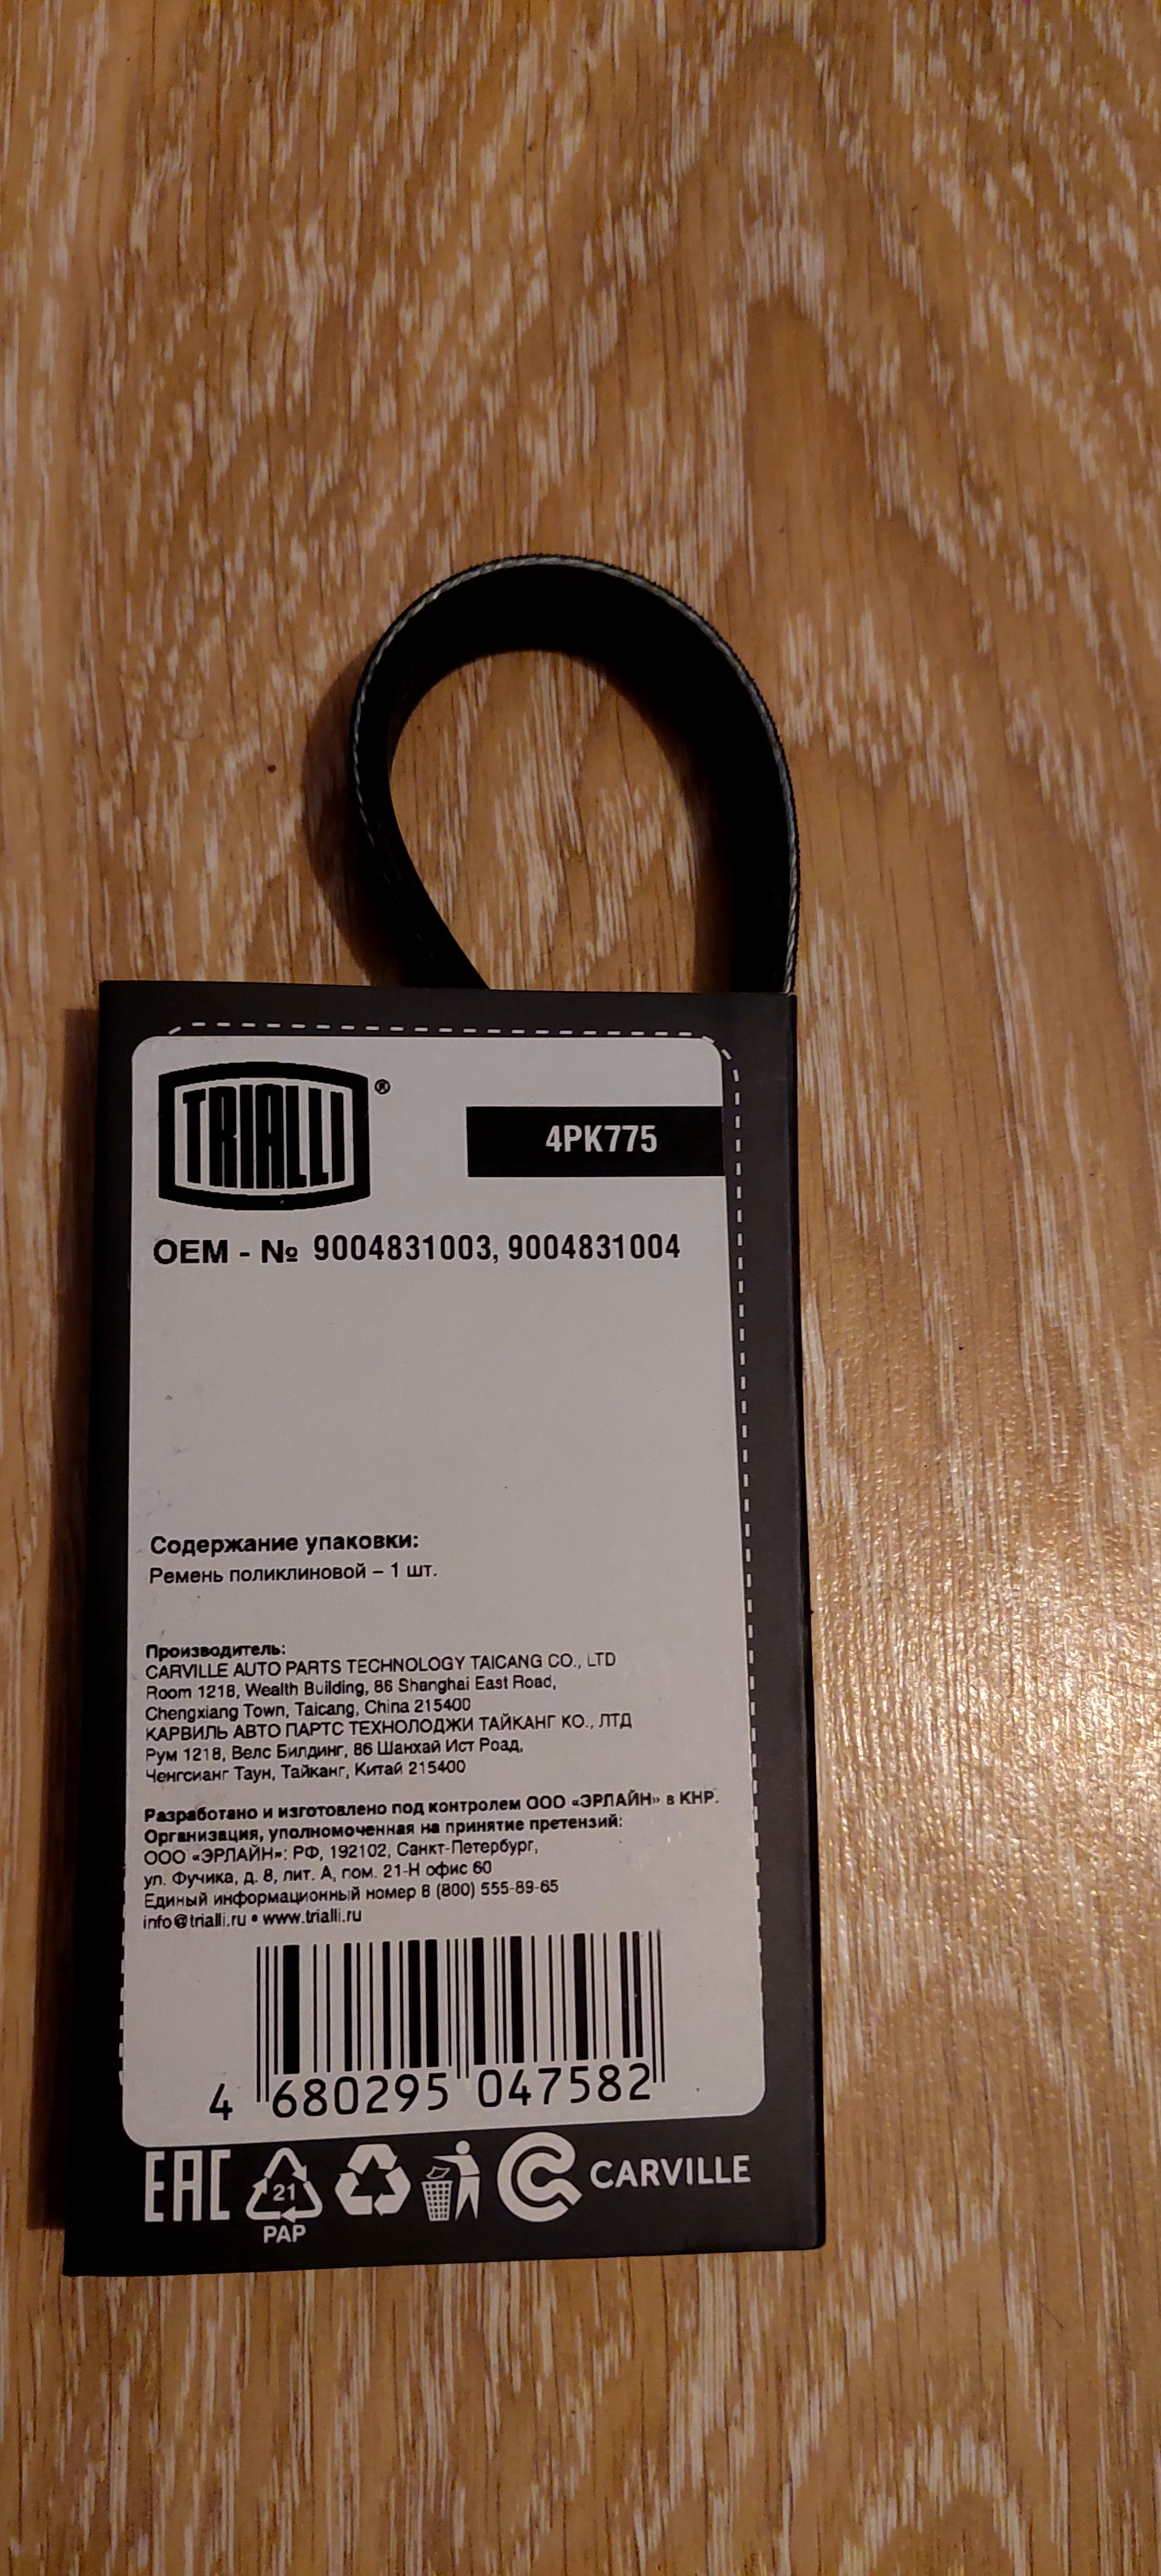 TRIALLI ®
4PK775
OEM - № 9004831003, 9004831004
Содержание упаковки:
Ремень поликлиновой – 1 шт.
Производитель:
CARVILLE AUTO PARTS TECHNOLOGY TAICANG CO., LTD
Room 1218, Wealth Building, 86 Shanghai East Road,
Chengxiang Town, Taicang, China 215400
КАРВИЛЬ АВТО ПАРТС ТЕХНОЛОДЖИ ТАЙКАНГ КО., ЛТД
Рум 1218, Велс Билдинг, 86 Шанхай Ист Роад,
Ченгсианг Таун, Тайканг, Китай 215400
Разработано и изготовлено под контролем ООО «ЭРЛАЙН» в КНР.
Организация, уполномоченная на принятие претензий:
ООО «ЭРЛАЙН»: РФ, 192102, Санкт-Петербург,
ул. Фучика, д. 8, лит. А, пом. 21-Н офис 60
Единый информационный номер 8 (800) 555-89-65
info@trialli.ru • www.trialli.ru
4 680295 047582
EAC 21 CARVILLE
PAP